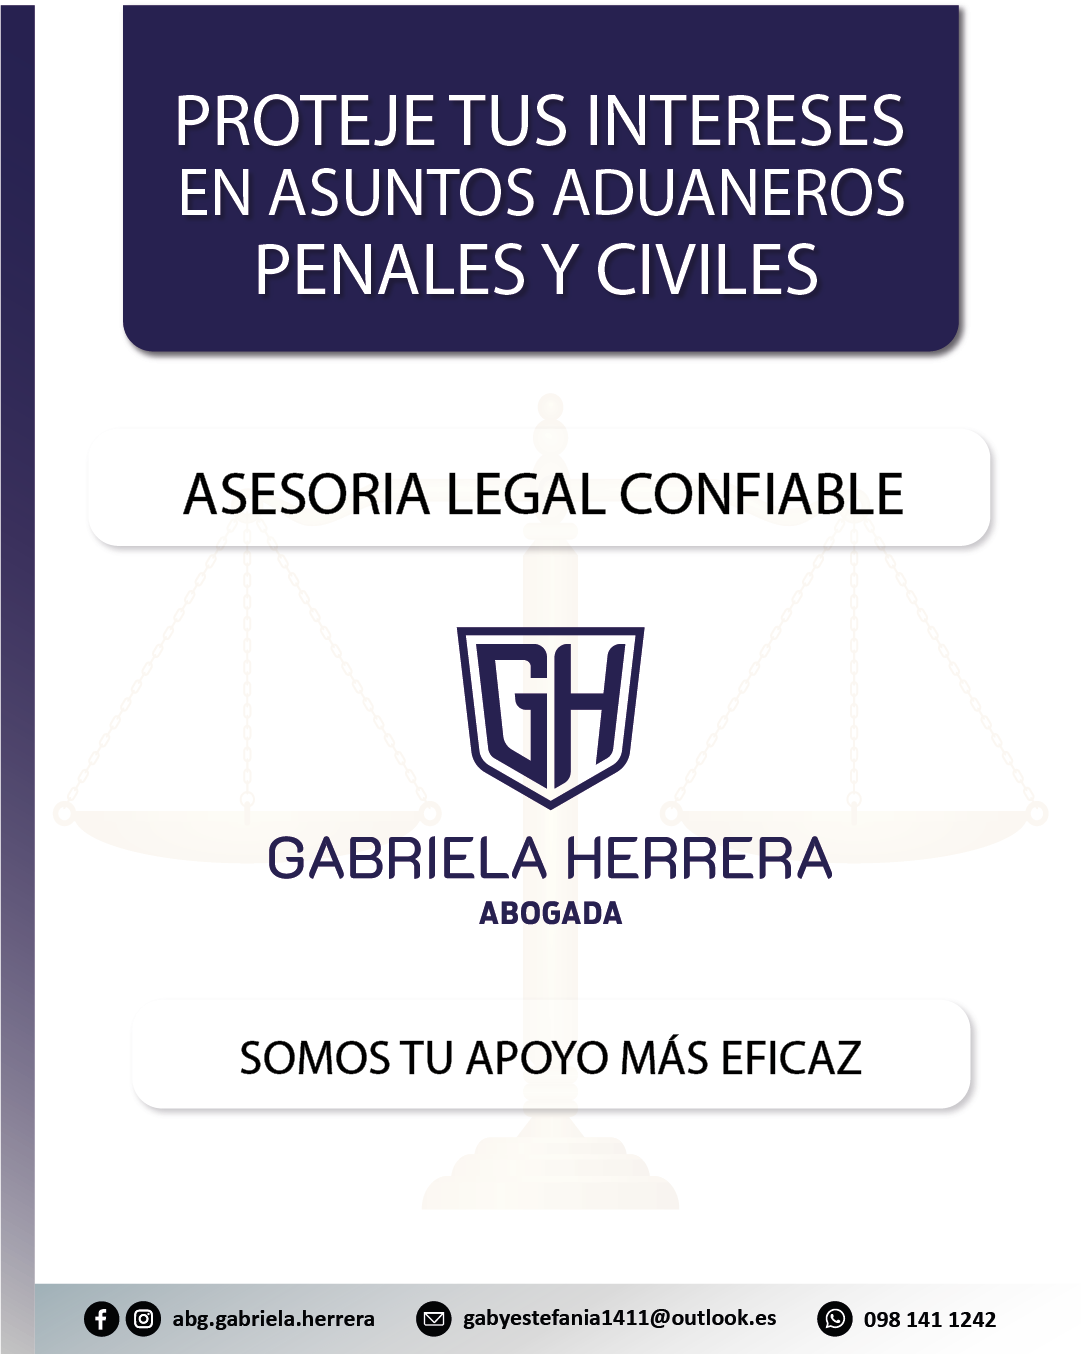 PROTEJE TUS INTERESES
EN ASUNTOS ADUANEROS
PENALES Y CIVILES
ASESORIA LEGAL CONFIABLE
GH
GABRIELA HERRERA
ABOGADA
SOMOS TU APOYO MÁS EFICAZ
abg.gabriela.herrera gabyestefania1411@outlook.es 098 141 1242